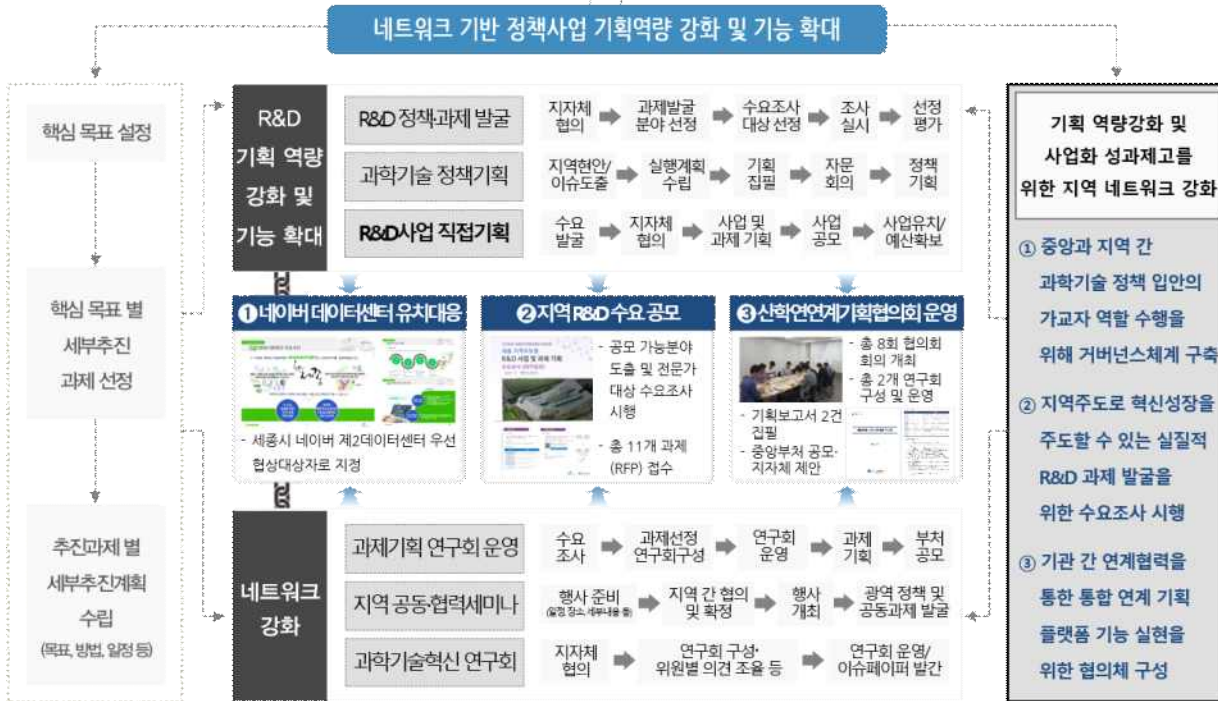 네트워크 기반 정책사업 기획역량 강화 및 기능 확대
핵심 목표 설정
핵심 목표 별
세부추진
과제 선정
추진과제 별
세부추진계획
수립
(목표, 방법, 일정 등)
R&D
기획 역량
강화 및
기능 확대
R&D 정책·과제 발굴
지자체
협의
과제발굴
분야 선정
수요조사
대상 선정
조사
실시
선정
평가
과학기술 정책기획
지역현안/
이슈도출
실행계획
수립
기획
집필
자문
회의
정책
기획
R&D사업 직접기획
수요
발굴
지자체
협의
사업 및
과제 기획
사업
공모
사업유치/
예산확보
❶네이버 데이터센터 유치대응
- 세종시 네이버 제2데이터센터 우선
협상대상자로 지정
❷지역 R&D 수요 공모
R&D 사업 및 과제 기획
- 공모 가능분야
도출 및 전문가
대상 수요조사
시행
- 총 11개 과제
(RFP) 접수
❸산학연연계기획협의회 운영
- 총 8회 협의회
회의 개최
- 총 2개 연구회
구성 및 운영
- 기획보고서 2건
집필
- 중앙부처 공모·
지자체 제안
네트워크
강화
과제기획 연구회 운영
수요
조사
과제선정
연구회구성
연구회
운영
과제
기획
부처
공모
지역 공동·협력세미나
행사 준비
(일정, 장소, 세부내용 등)
지역 간 협의
및 확정
행사
개최
광역 정책 및
공동과제 발굴
과학기술혁신 연구회
지자체
협의
연구회 구성·
위원별 의견 조율 등
연구회 운영/
이슈페이퍼 발간
기획 역량강화 및
사업화 성과제고를
위한 지역 네트워크 강화
① 중앙과 지역 간
과학기술 정책 입안의
가교자 역할 수행을
위해 거버넌스체계 구축
② 지역주도로 혁신성장을
주도할 수 있는 실질적
R&D 과제 발굴을
위한 수요조사 시행
③ 기관 간 연계협력을
통한 통합 연계 기획
플랫폼 기능 실현을
위한 협의체 구성